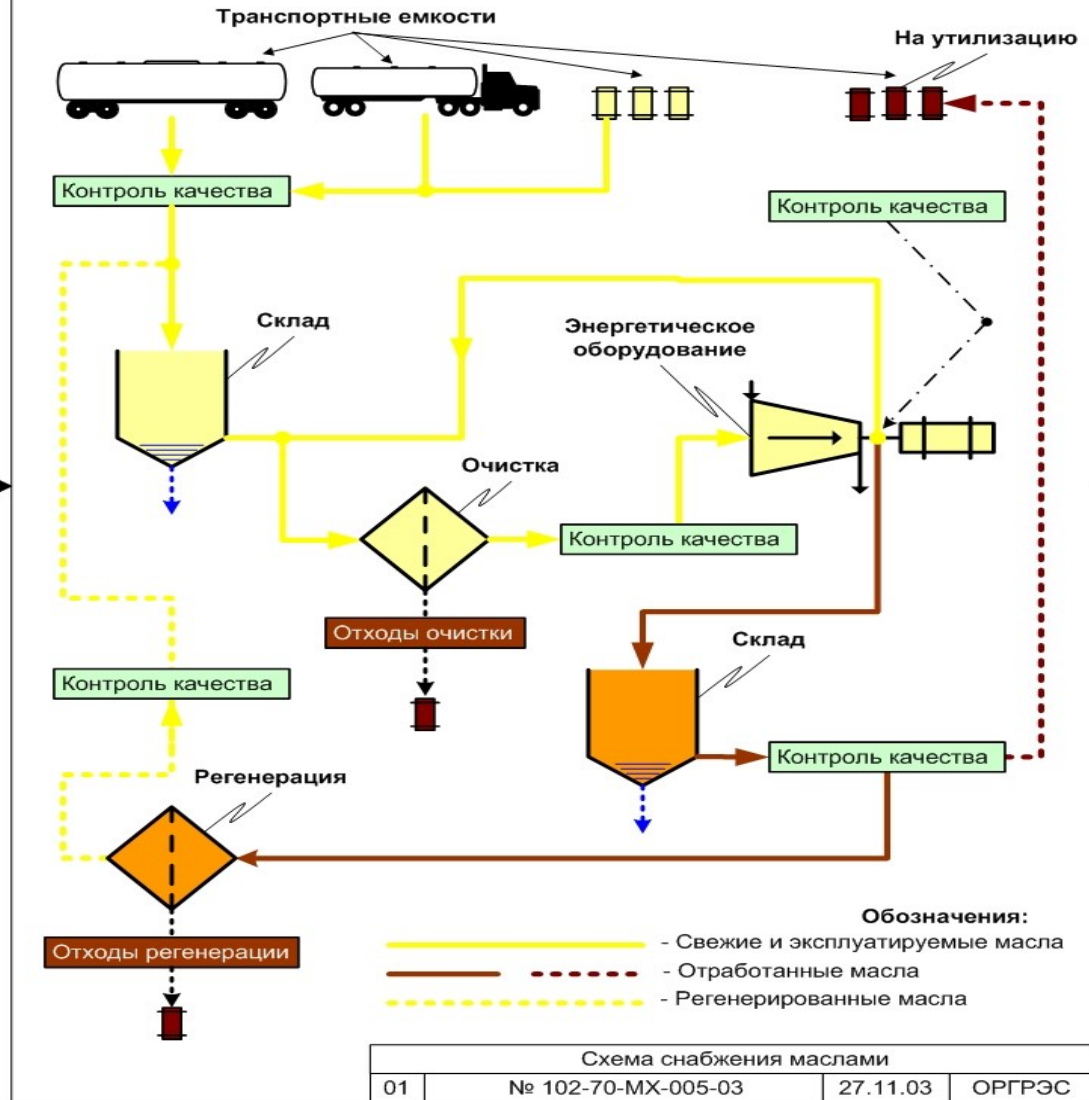 Транспортные емкости
На утилизацию
Контроль качества
Контроль качества
Склад
Энергетическое
оборудование
Очистка
Контроль качества
Отходы очистки
Склад
Контроль качества
Контроль качества
Регенерация
Отходы регенерации
Обозначения:
- Свежие и эксплуатируемые масла
- Отработанные масла
- Регенерированные масла
Схема снабжения маслами
01 № 102-70-МХ-005-03 27.11.03 ОРГРЭС